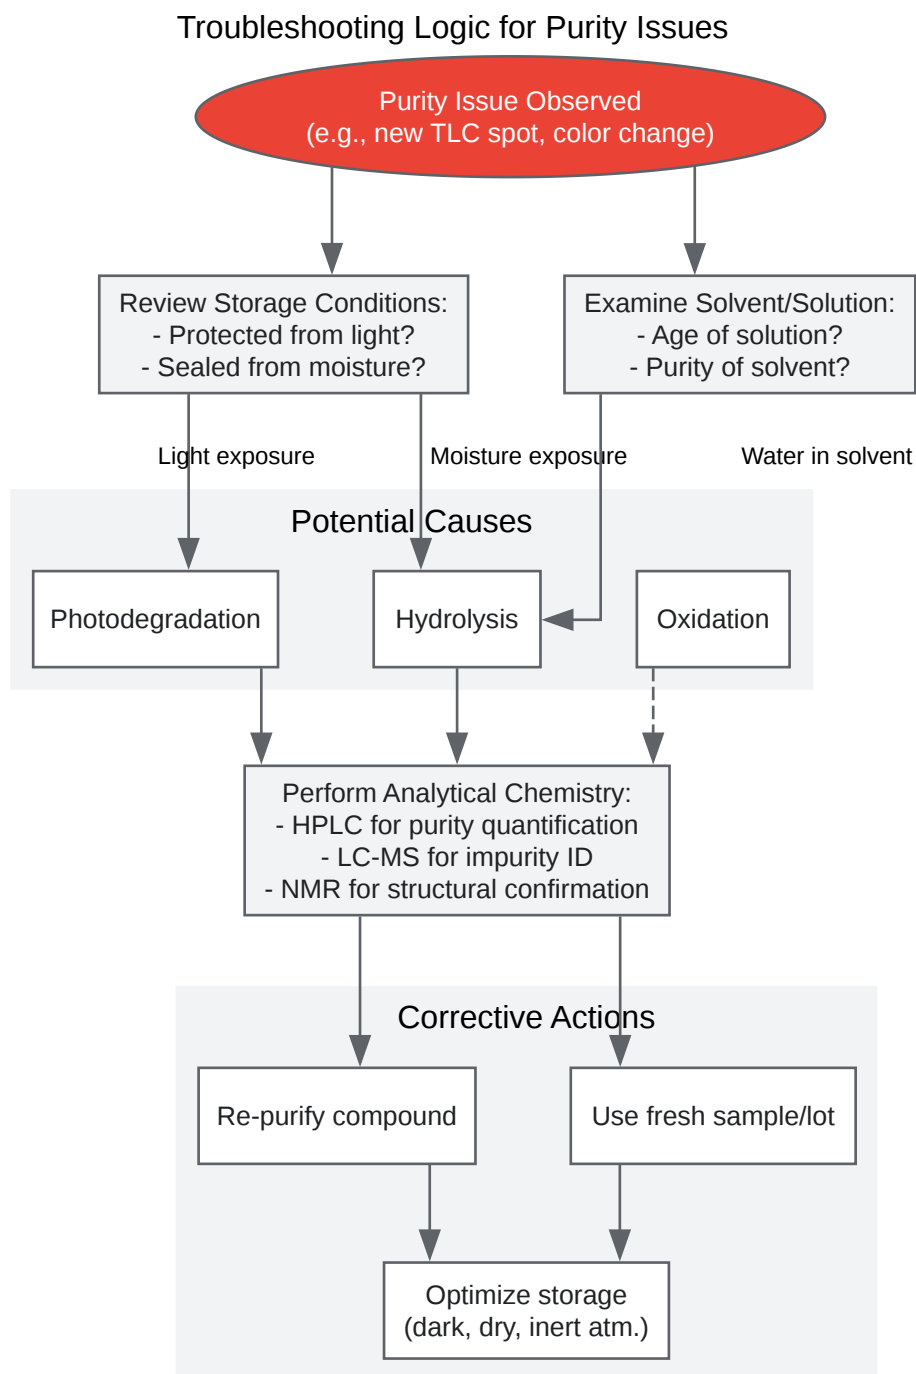 Troubleshooting Logic for Purity Issues
Purity Issue Observed
(e.g., new TLC spot, color change)
Review Storage Conditions:
- Protected from light?
- Sealed from moisture?
Examine Solvent/Solution:
- Age of solution?
- Purity of solvent?
Light exposure
Moisture exposure
Water in solvent
Potential Causes
Photodegradation
Hydrolysis
Oxidation
Perform Analytical Chemistry:
- HPLC for purity quantification
- LC-MS for impurity ID
- NMR for structural confirmation
Corrective Actions
Re-purify compound
Use fresh sample/lot
Optimize storage
(dark, dry, inert atm.)